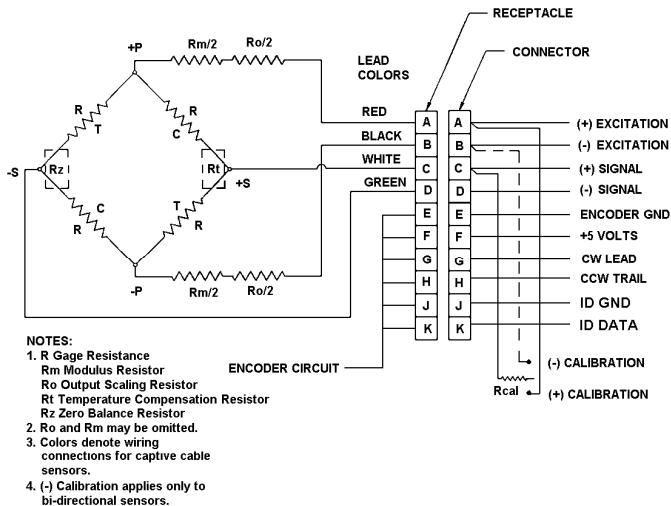 RECEPTACLE
CONNECTOR
+P
Rm/2
Ro/2
LEAD
COLORS
RED
BLACK
WHITE
GREEN
R
T
R
C
-S
Rz
Rt
+S
C
R
T
R
-P
Rm/2
Ro/2
A
B
C
D
E
F
G
H
J
K
A
B
C
D
E
F
G
H
J
K
(+) EXCITATION
(-) EXCITATION
(+) SIGNAL
(-) SIGNAL
ENCODER GND
+5 VOLTS
CW LEAD
CCW TRAIL
ID GND
ID DATA
(-) CALIBRATION
Rcal
(+) CALIBRATION
ENCODER CIRCUIT
NOTES:
1. R Gage Resistance
Rm Modulus Resistor
Ro Output Scaling Resistor
Rt Temperature Compensation Resistor
Rz Zero Balance Resistor
2. Ro and Rm may be omitted.
3. Colors denote wiring
connections for captive cable
sensors.
4. (-) Calibration applies only to
bi-directional sensors.